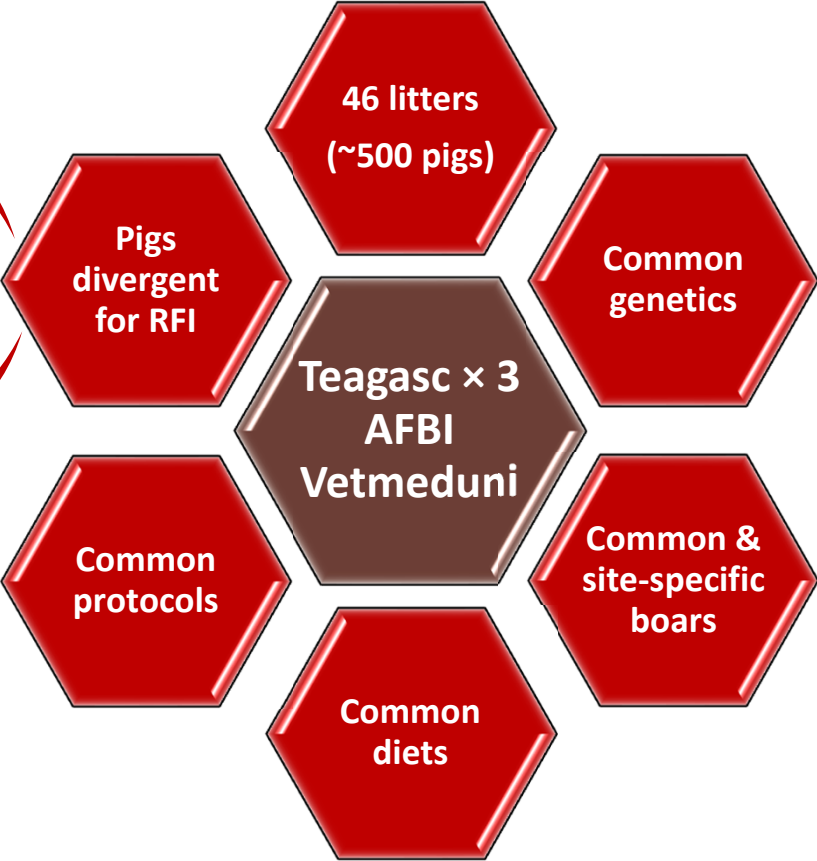 46 litters
(~500 pigs)
Pigs
divergent
for RFI
Common
genetics
Teagasc × 3
AFBI
Vetmeduni
Common
protocols
Common &
site-specific
boars
Common
diets